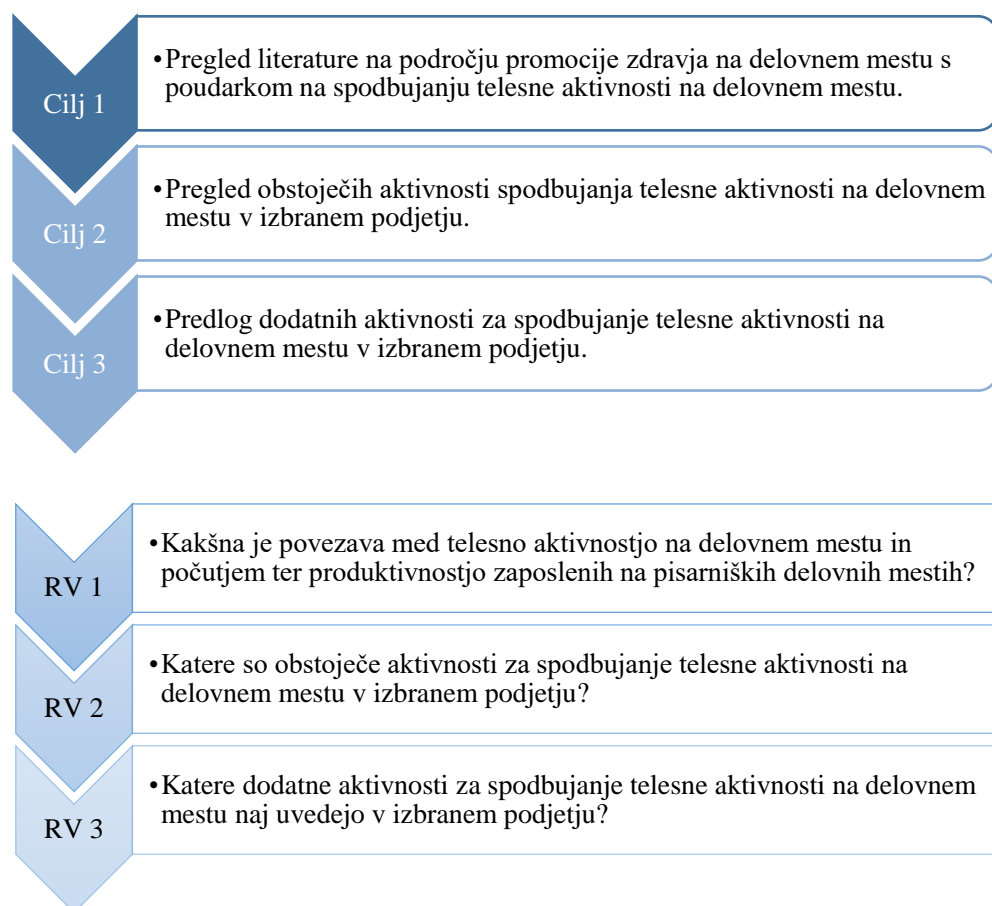 Cilj 1
•Pregled literature na področju promocije zdravja na delovnem mestu s
poudarkom na spodbujanju telesne aktivnosti na delovnem mestu.
Cilj 2
•Pregled obstoječih aktivnosti spodbujanja telesne aktivnosti na delovnem
mestu v izbranem podjetju.
Cilj 3
•Predlog dodatnih aktivnosti za spodbujanje telesne aktivnosti na
delovnem mestu v izbranem podjetju.
RV 1
•Kakšna je povezava med telesno aktivnostjo na delovnem mestu in
počutjem ter produktivnostjo zaposlenih na pisarniških delovnih mestih?
RV 2
•Katere so obstoječe aktivnosti za spodbujanje telesne aktivnosti na
delovnem mestu v izbranem podjetju?
RV 3
•Katere dodatne aktivnosti za spodbujanje telesne aktivnosti na delovnem
mestu naj uvedejo v izbranem podjetju?